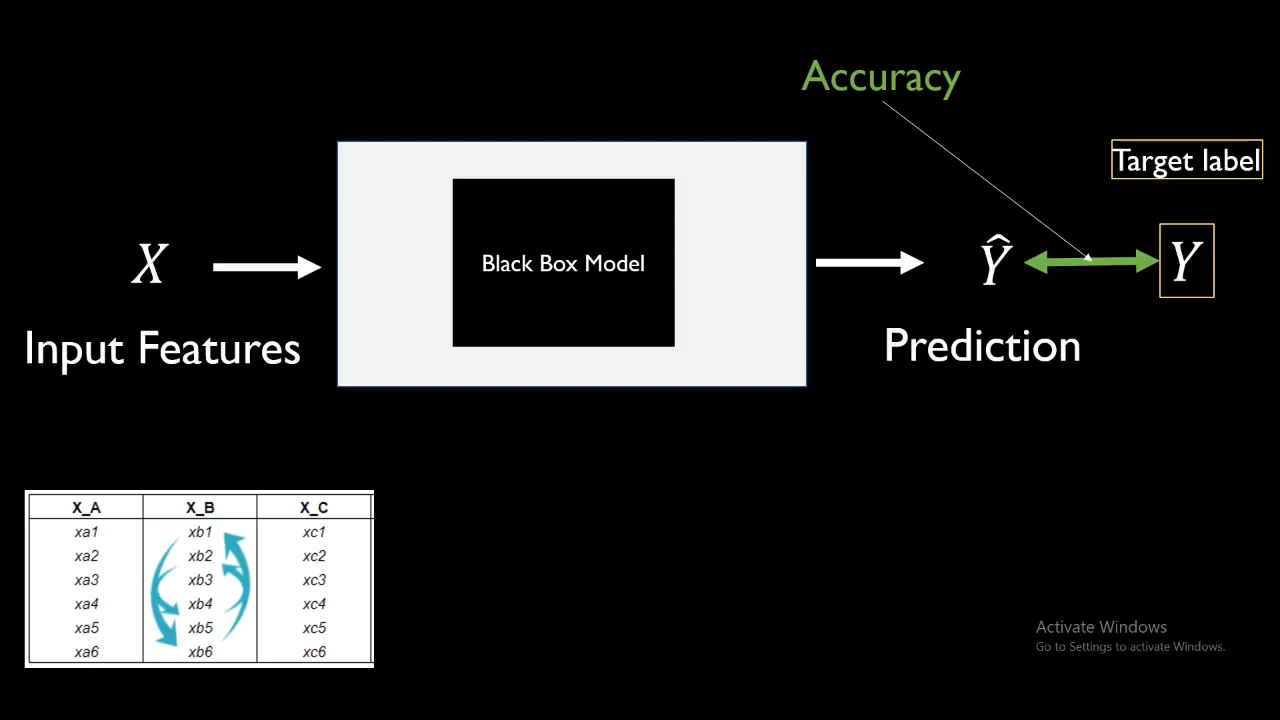 Accuracy
Target label
X
Black Box Model
Ŷ
Y
Input Features
Prediction
X_A X_B X_C
xa1 xb1 xc1
xa2 xb2 xc2
xa3 xb3 xc3
xa4 xb4 xc4
xa5 xb5 xc5
xa6 xb6 xc6
Activate Windows
Go to Settings to activate Windows.